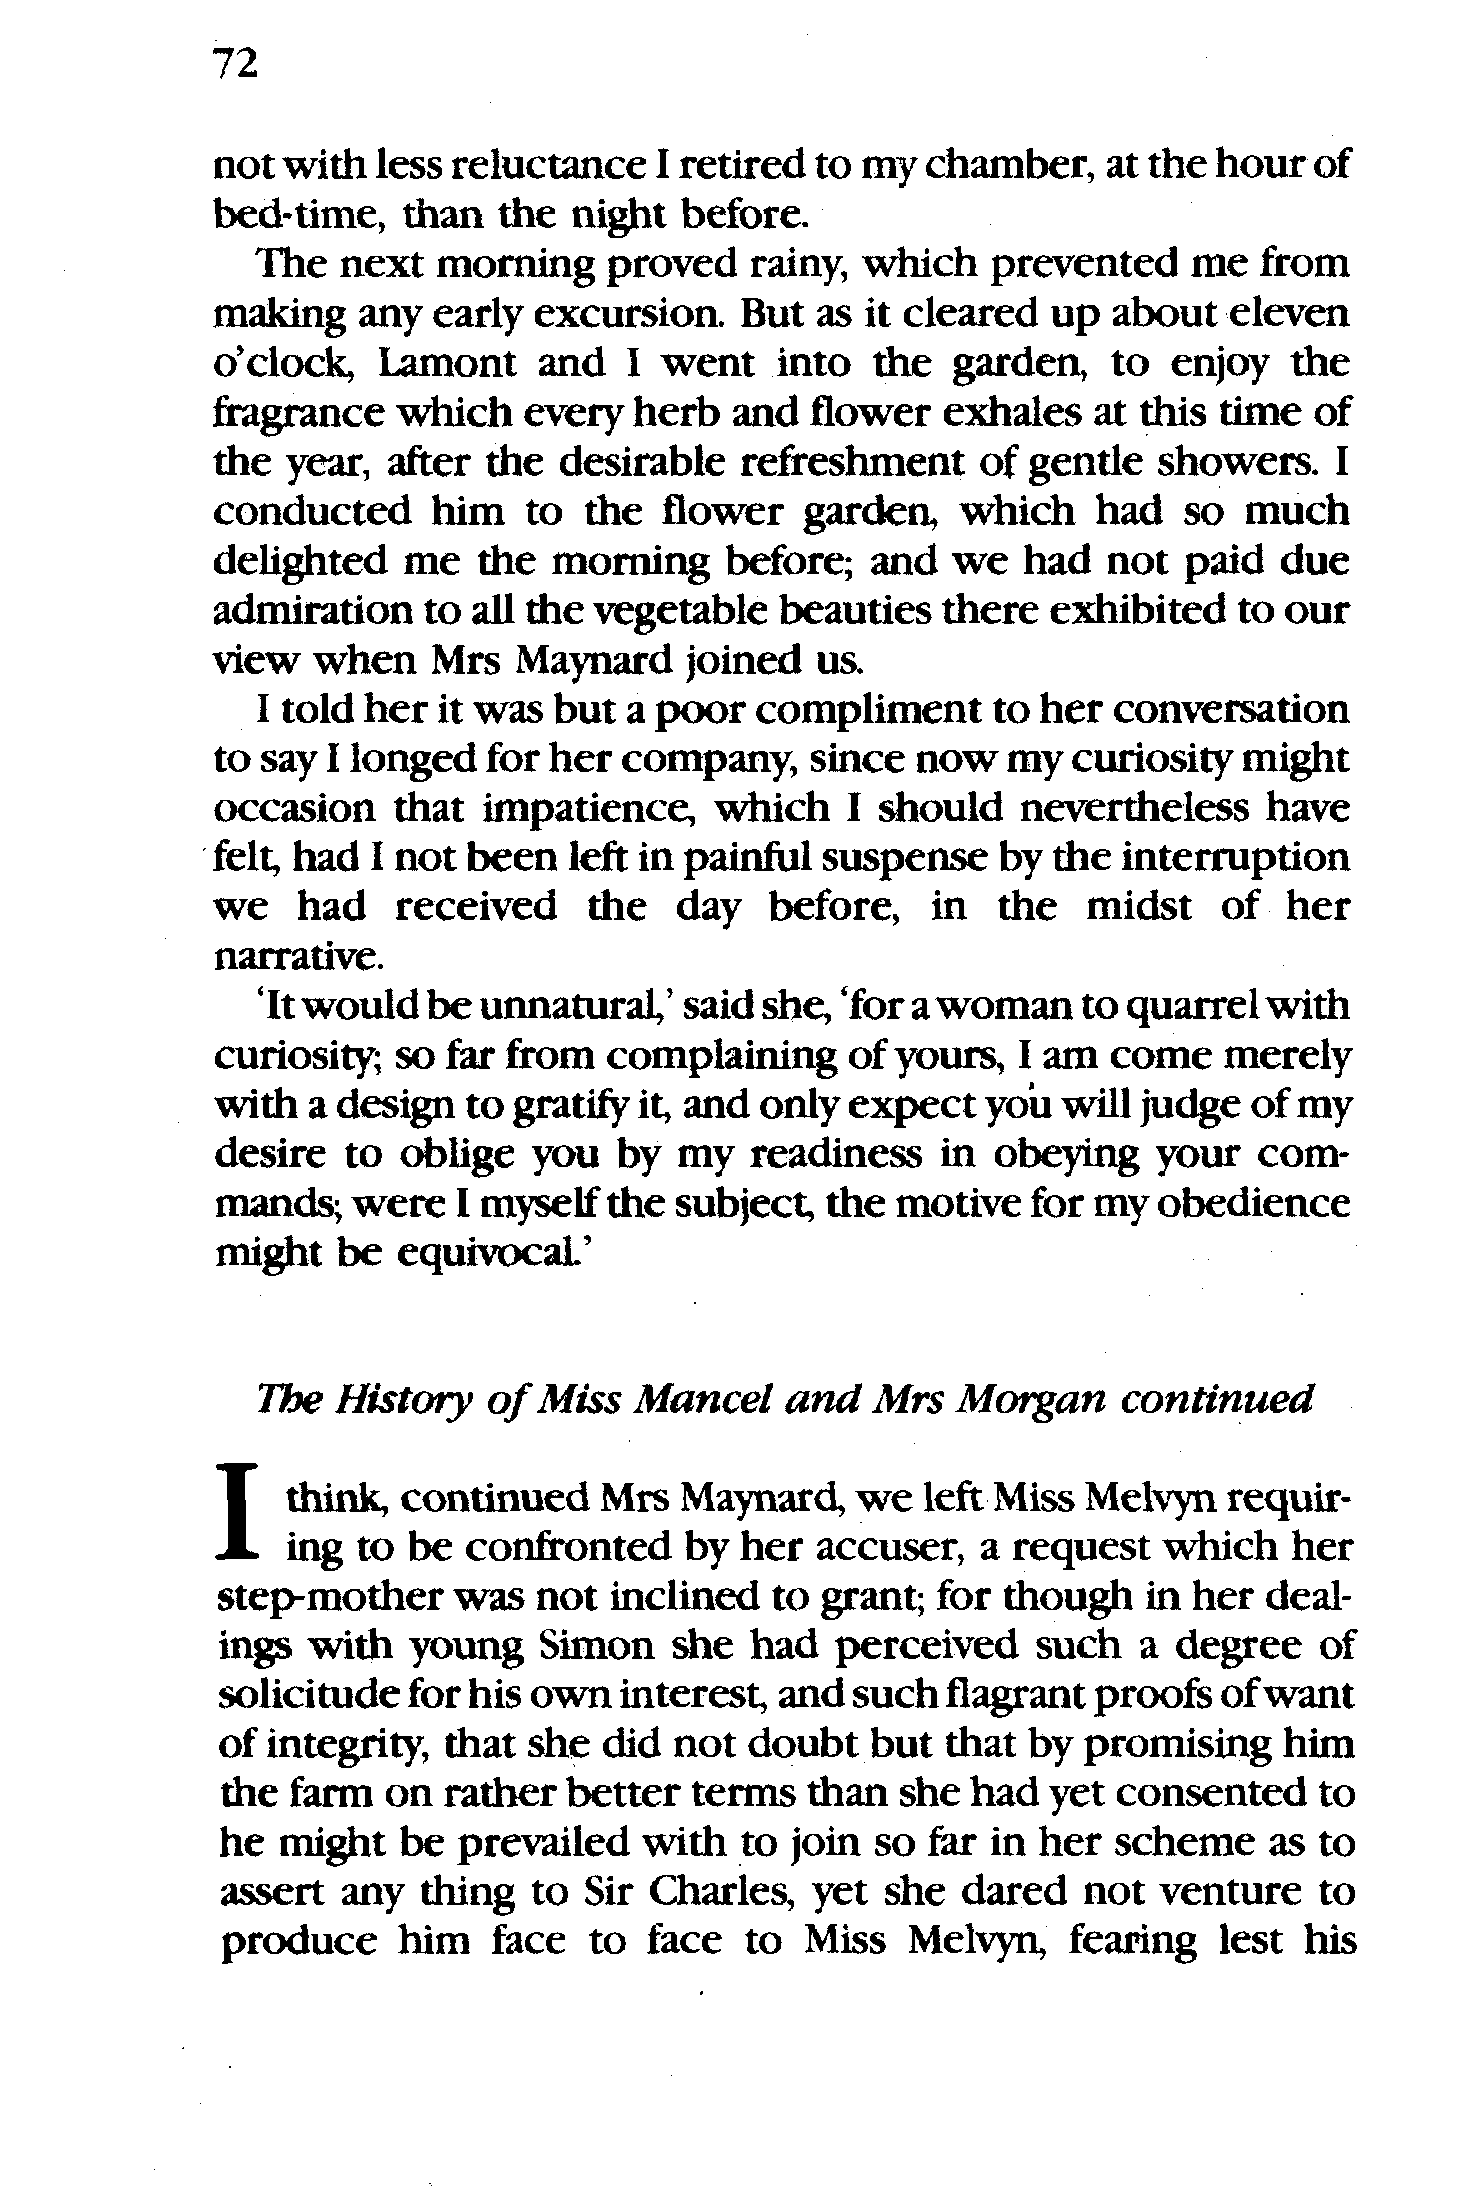 72
not with less reluctance I retired to my chamber, at the hour of
bed-time, than the night before.
The next morning proved rainy, which prevented me from
making any early excursion. But as it cleared up about eleven
o'clock, Lamont and I went into the garden, to enjoy the
fragrance which every herb and flower exhales at this time of
the year, after the desirable refreshment of gentle showers. I
conducted him to the flower garden, which had so much
delighted me the morning before; and we had not paid due
admiration to all the vegetable beauties there exhibited to our
view when Mrs Maynard joined us.
I told her it was but a poor compliment to her conversation
to say I longed for her company, since now my curiosity might
occasion that impatience, which I should nevertheless have
felt, had I not been left in painful suspense by the interruption
we had received the day before, in the midst of her
narrative.
‘It would be unnatural,’ said she, ‘for a woman to quarrel with
curiosity; so far from complaining of yours, I am come merely
with a design to gratify it, and only expect you will judge of my
desire to oblige you by my readiness in obeying your com-
mands; were I myself the subject, the motive for my obedience
might be equivocal.’
The History of Miss Mancel and Mrs Morgan continued
I think, continued Mrs Maynard, we left Miss Melvyn requir-
ing to be confronted by her accuser, a request which her
step-mother was not inclined to grant; for though in her deal-
ings with young Simon she had perceived such a degree of
solicitude for his own interest, and such flagrant proofs of want
of integrity, that she did not doubt but that by promising him
the farm on rather better terms than she had yet consented to
he might be prevailed with to join so far in her scheme as to
assert any thing to Sir Charles, yet she dared not venture to
produce him face to face to Miss Melvyn, fearing lest his